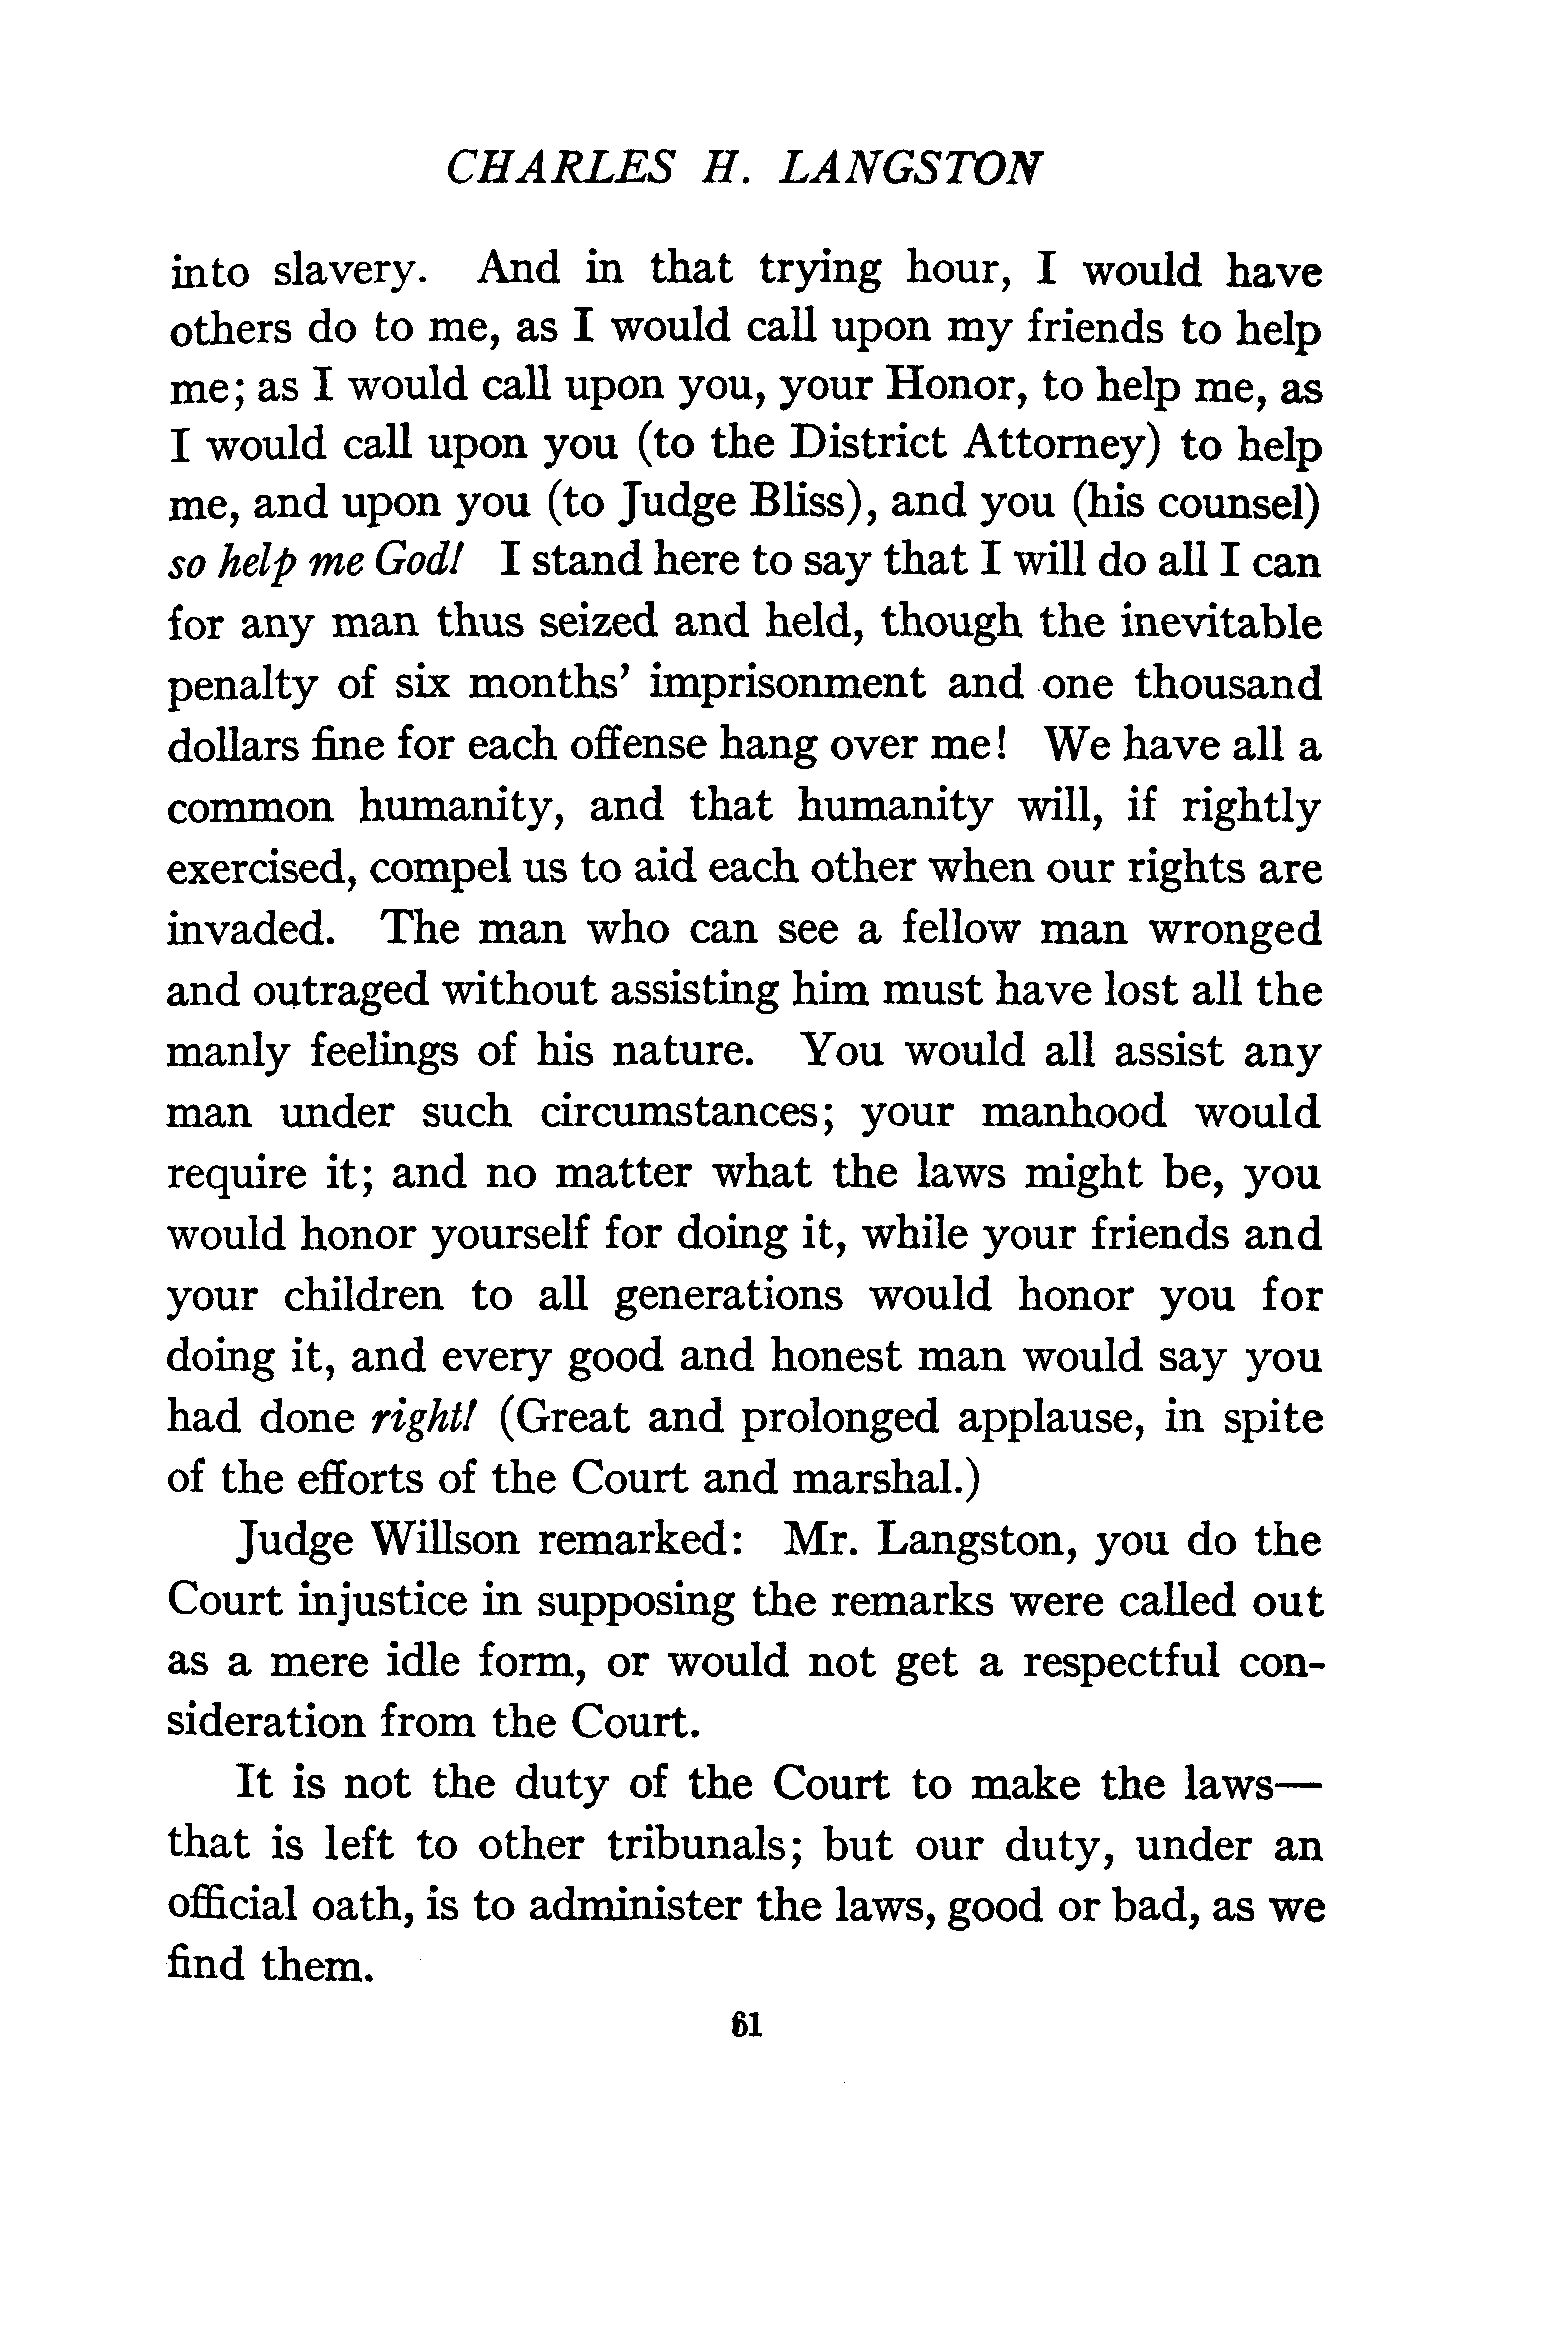 CHARLES H. LANGSTON
into slavery. And in that trying hour, I would have
others do to me, as I would call upon my friends to help
me; as I would call upon you, your Honor, to help me, as
I would call upon you (to the District Attorney) to help
me, and upon you (to Judge Bliss), and you (his counsel)
so help me God! I stand here to say that I will do all I can
for any man thus seized and held, though the inevitable
penalty of six months' imprisonment and one thousand
dollars fine for each offense hang over me! We have all a
common humanity, and that humanity will, if rightly
exercised, compel us to aid each other when our rights are
invaded. The man who can see a fellow man wronged
and outraged without assisting him must have lost all the
manly feelings of his nature. You would all assist any
man under such circumstances; your manhood would
require it; and no matter what the laws might be, you
would honor yourself for doing it, while your friends and
your children to all generations would honor you for
doing it, and every good and honest man would say you
had done right! (Great and prolonged applause, in spite
of the efforts of the Court and marshal.)
Judge Willson remarked: Mr. Langston, you do the
Court injustice in supposing the remarks were called out
as a mere idle form, or would not get a respectful con-
sideration from the Court.
It is not the duty of the Court to make the laws—
that is left to other tribunals; but our duty, under an
official oath, is to administer the laws, good or bad, as we
find them.
61